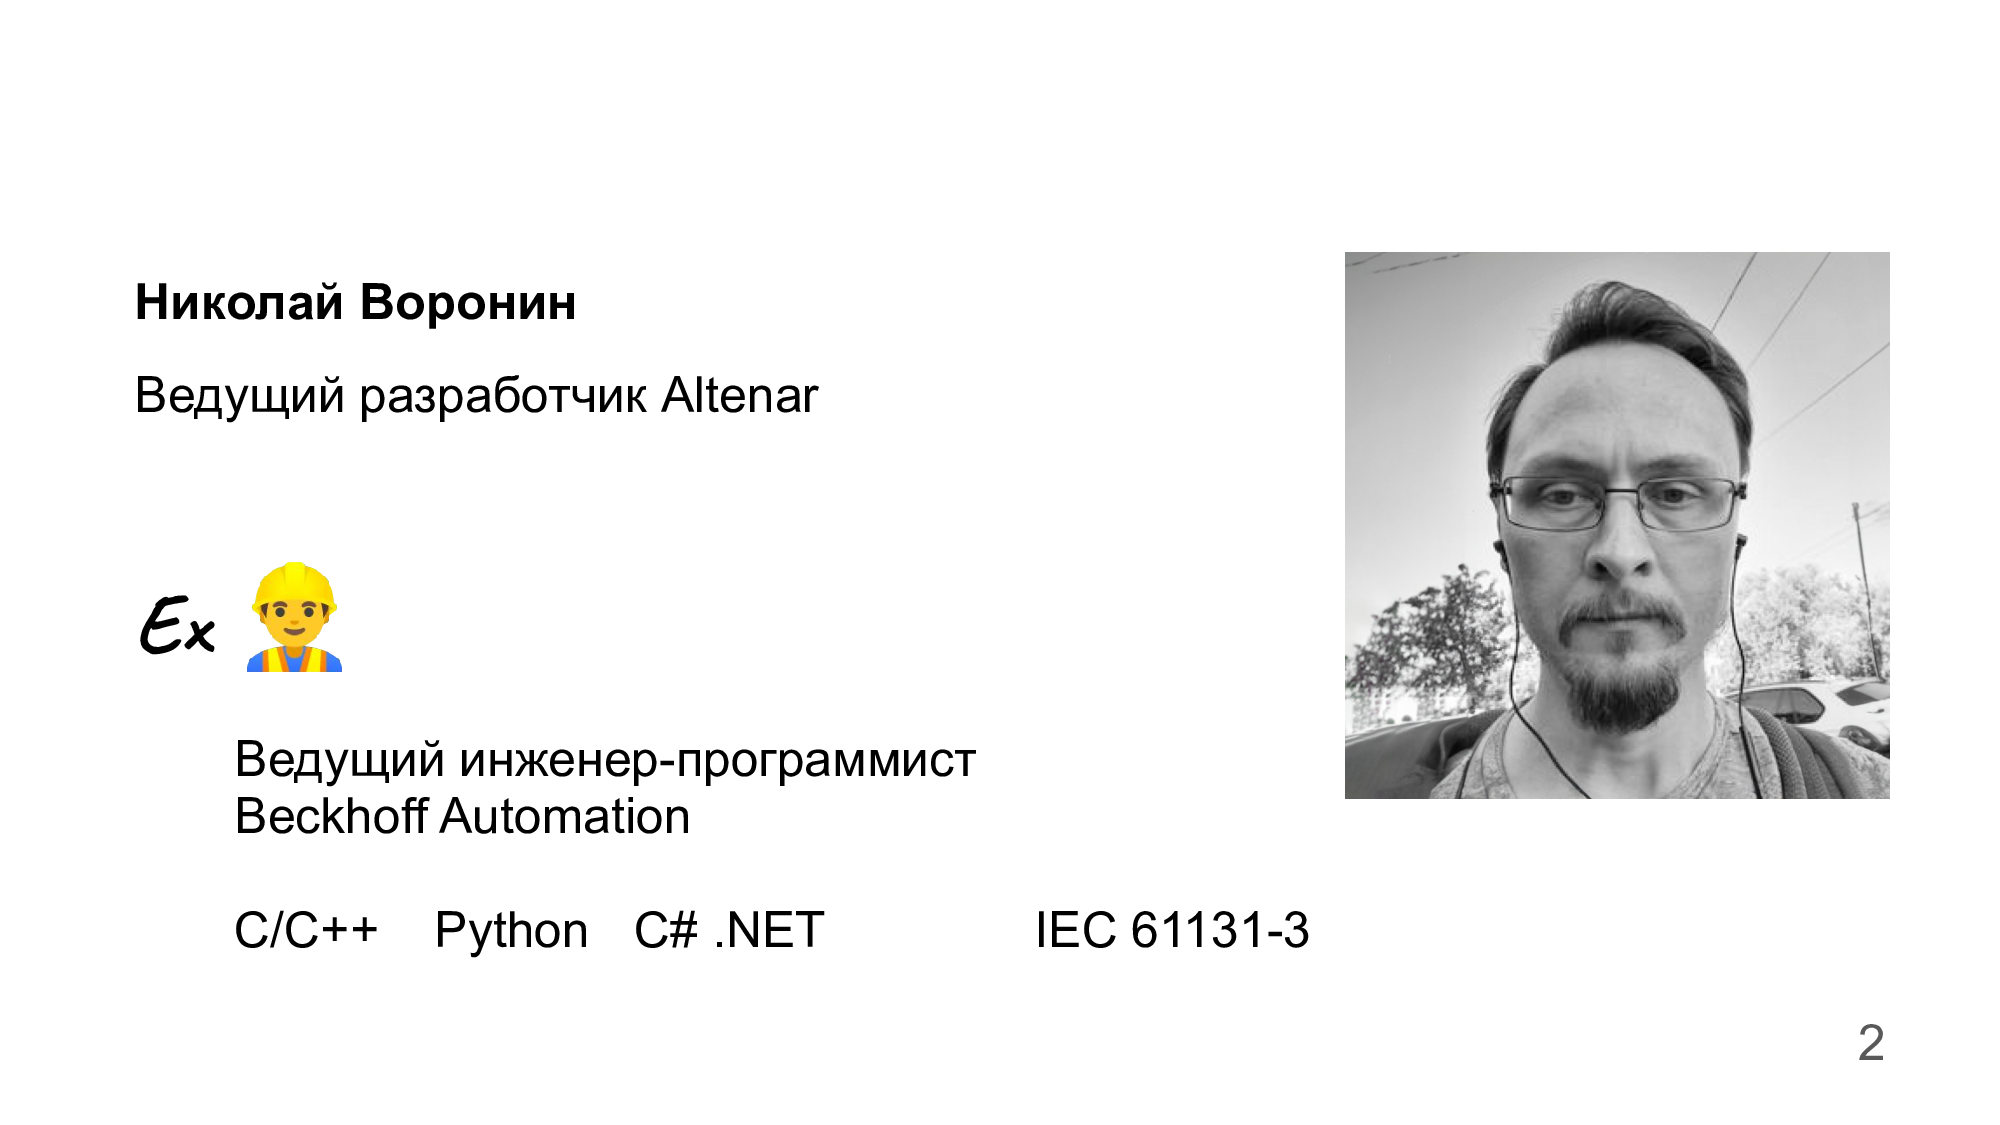 Николай Воронин
Ведущий разработчик Altenar
Ex
Ведущий инженер-программист
Beckhoff Automation
C/C++ Python C# .NET IEC 61131-3
2